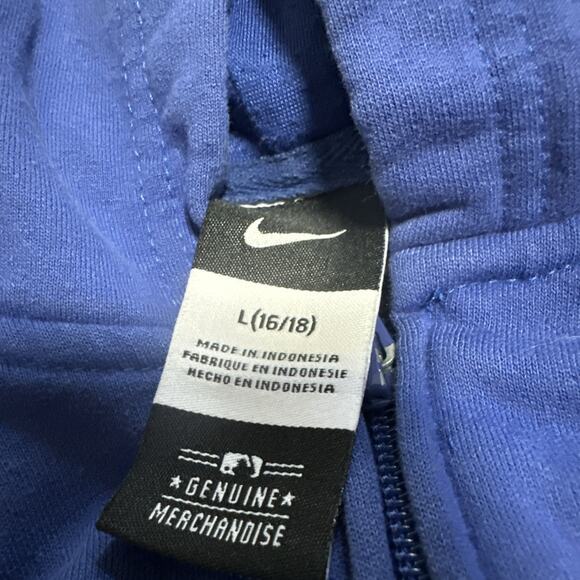 L(16/18)
MADE IN INDONESIA
FABRIQUE EN INDONESIE
HECHO EN INDONESIA
GENUINE
MERCHANDISE